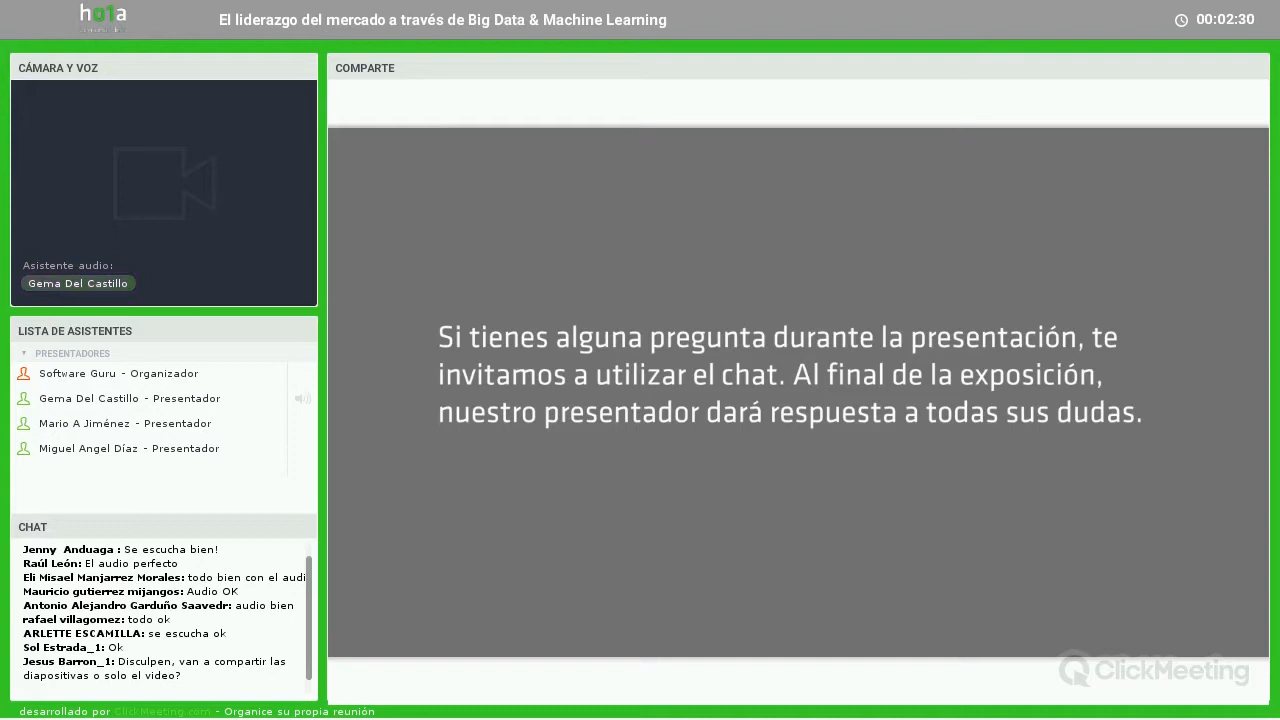 hola
El liderazgo del mercado a través de Big Data & Machine Learning
00:02:30
CÁMARA Y VOZ
Asistente audio:
Gema Del Castillo
LISTA DE ASISTENTES
PRESENTADORES
Software Guru - Organizador
Gema Del Castillo - Presentador
Mario A Jiménez - Presentador
Miguel Angel Díaz - Presentador
CHAT
Jenny Anduaga : Se escucha bien!
Raúl León: El audio perfecto
Eli Misael Manjarrez Morales: todo bien con el audi
Mauricio gutierrez mijangos: Audio OK
Antonio Alejandro Garduño Saavedr: audio bien
rafael villagomez: todo ok
ARLETTE ESCAMILLA: se escucha ok
Sol Estrada_1: Ok
Jesus Barron_1: Disculpen, van a compartir las
diapositivas o solo el video?
COMPARTE
Si tienes alguna pregunta durante la presentación, te
invitamos a utilizar el chat. Al final de la exposición,
nuestro presentador dará respuesta a todas sus dudas.
ClickMeeting
desarrollado por ClickMeeting.com - Organice su propia reunión